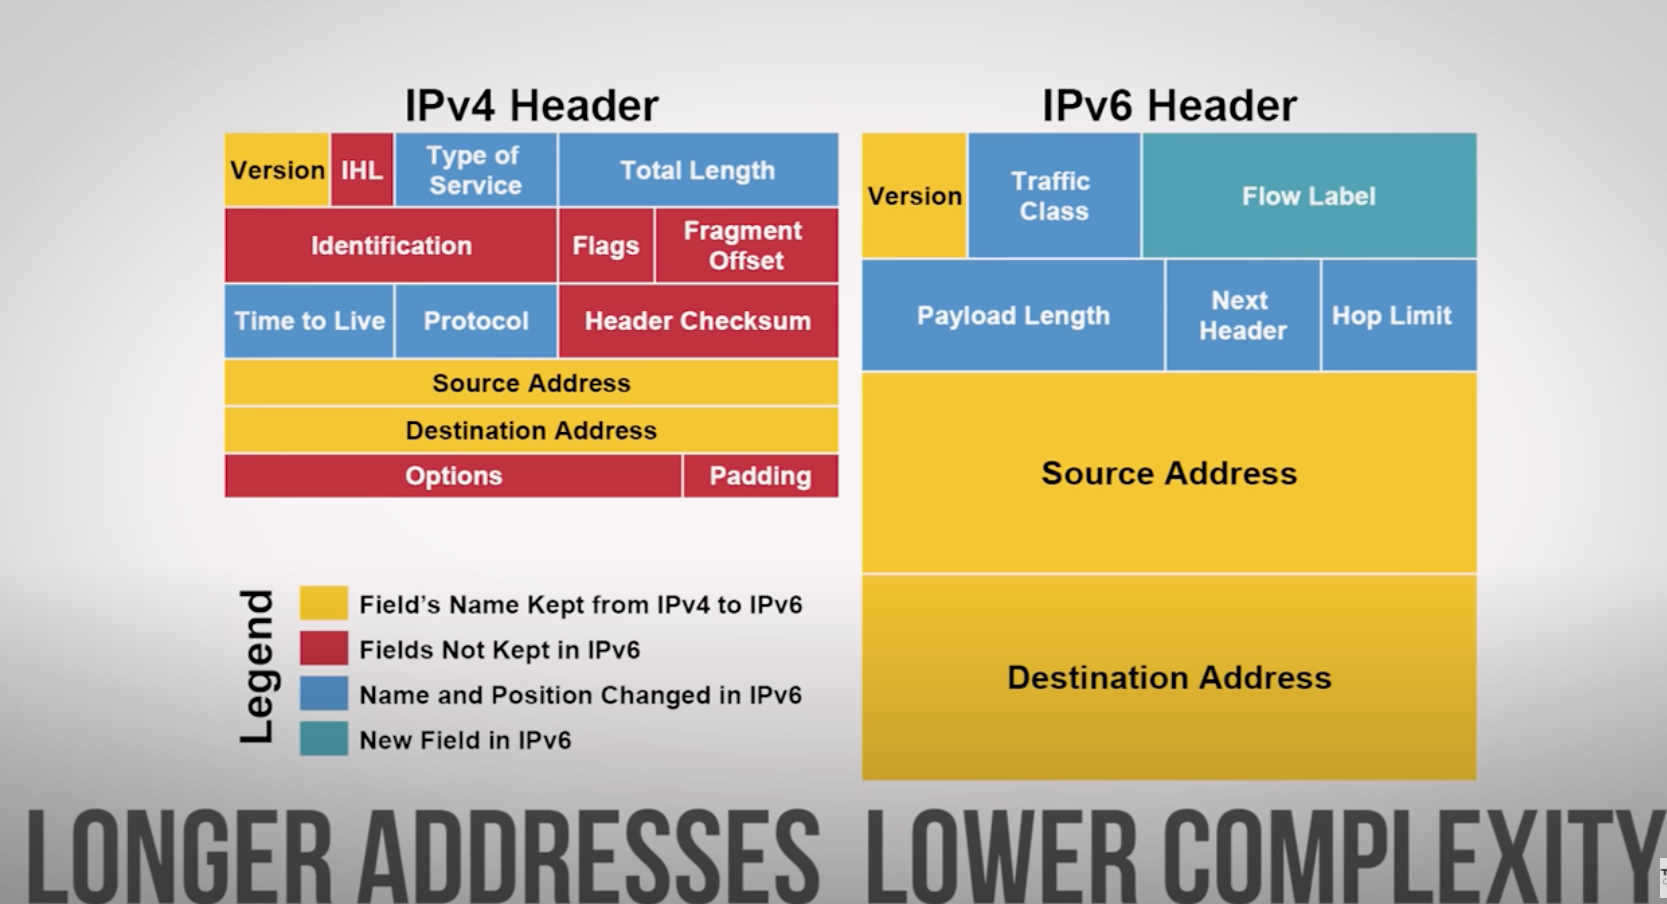 IPv4 Header
Version
IHL
Type of
Service
Total Length
Identification
Flags
Fragment
Offset
Time to Live
Protocol
Header Checksum
Source Address
Destination Address
Options
Padding
IPv6 Header
Version
Traffic
Class
Flow Label
Payload Length
Next
Header
Hop Limit
Source Address
Destination Address
Legend
Field’s Name Kept from IPv4 to IPv6
Fields Not Kept in IPv6
Name and Position Changed in IPv6
New Field in IPv6
LONGER ADDRESSES LOWER COMPLEXITY